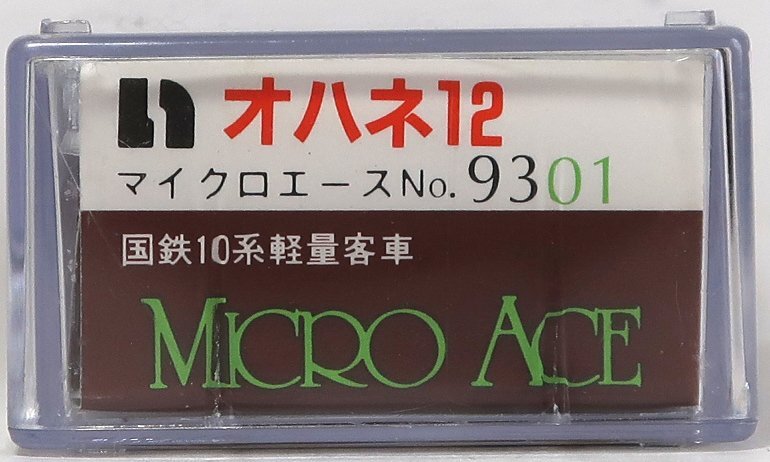 オハネ12
マイクロエースNo.9301
国鉄10系軽量客車
MICRO ACE